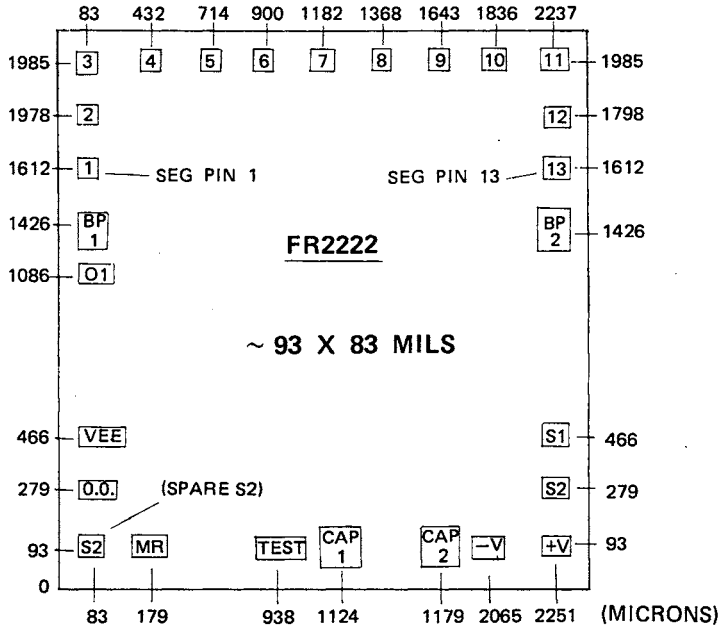 83 432 714 900 1182 1368 1643 1836 2237
1985 3 4 5 6 7 8 9 10 11 1985
1978 2 12 1798
1612 1 SEG PIN 1 SEG PIN 13 13 1612
1426 BP 1 BP 2 1426
FR2222
1086 O1
~ 93 X 83 MILS
466 VEE S1 466
279 O.O. (SPARE S2) S2 279
93 S2 MR TEST CAP 1 CAP 2 −V +V 93
0
83 179 938 1124 1179 2065 2251 (MICRONS)